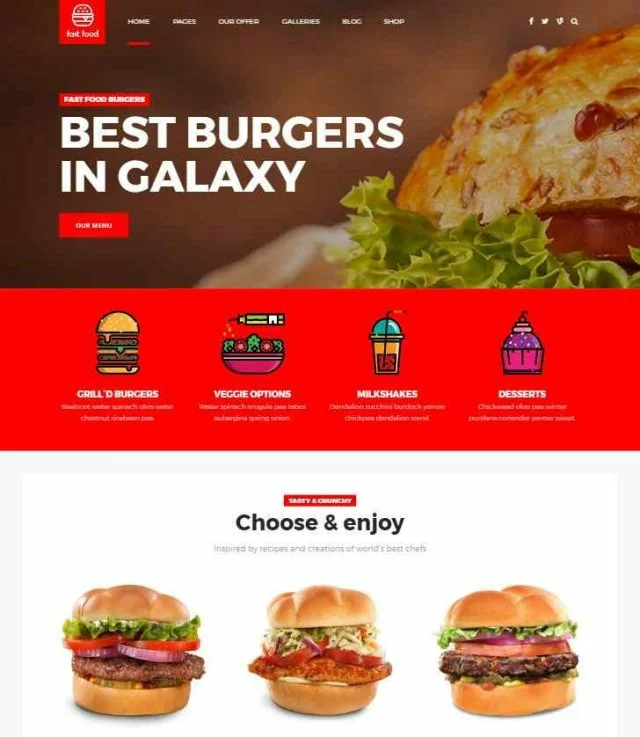 fast food
HOME PAGES OUR OFFER GALLERIES BLOG SHOP
FAST FOOD BURGERS
BEST BURGERS
IN GALAXY
OUR MENU
GRILL'D BURGERS
Beetroot water spinach okra water
chestnut ricebean pea.
VEGGIE OPTIONS
Water spinach arugula pea tatsoi
aubergine spring onion.
MILKSHAKES
Dandelion zucchini burdock yarrow
chickpea dandelion sorrel.
DESSERTS
Chickweed okra pea winter
purslane coriander yarrow sweet.
TASTY & CRUNCHY
Choose & enjoy
Inspired by recipes and creations of world's best chefs